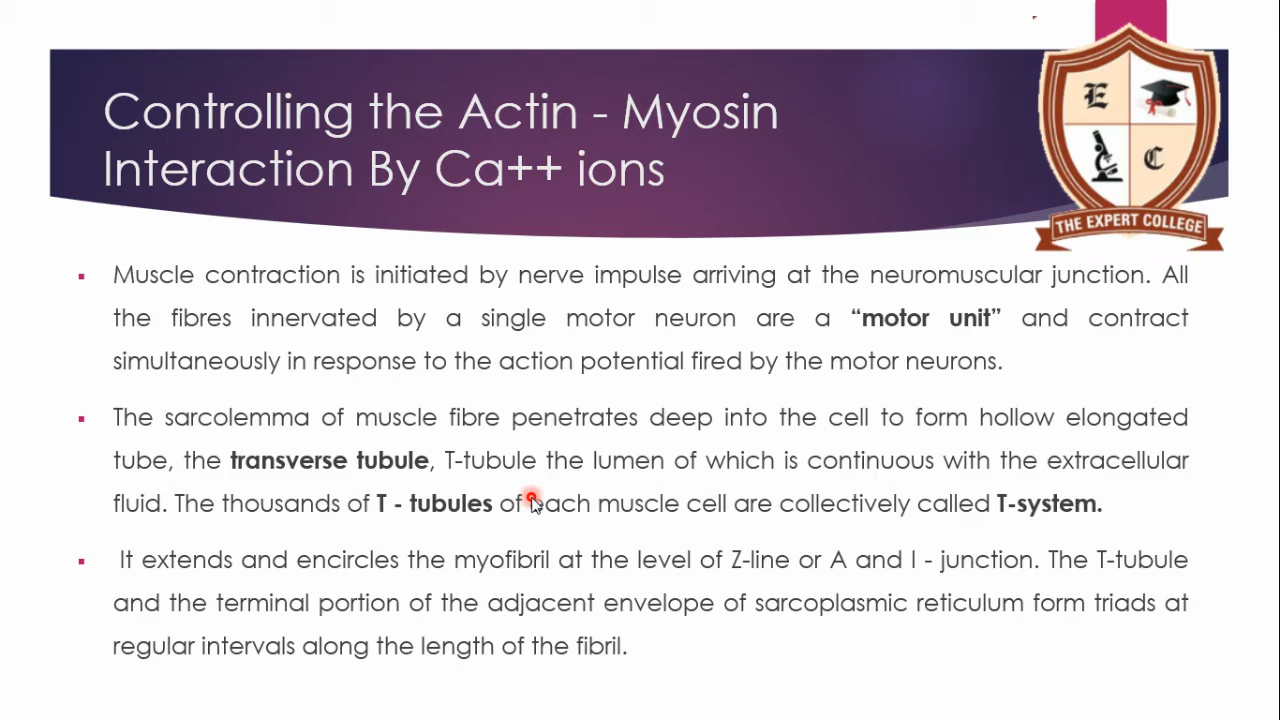 Controlling the Actin - Myosin
Interaction By Ca++ ions
E
C
THE EXPERT COLLEGE
▪ Muscle contraction is initiated by nerve impulse arriving at the neuromuscular junction. All
the fibres innervated by a single motor neuron are a “motor unit” and contract
simultaneously in response to the action potential fired by the motor neurons.
▪ The sarcolemma of muscle fibre penetrates deep into the cell to form hollow elongated
tube, the transverse tubule, T-tubule the lumen of which is continuous with the extracellular
fluid. The thousands of T - tubules of each muscle cell are collectively called T-system.
▪ It extends and encircles the myofibril at the level of Z-line or A and I - junction. The T-tubule
and the terminal portion of the adjacent envelope of sarcoplasmic reticulum form triads at
regular intervals along the length of the fibril.